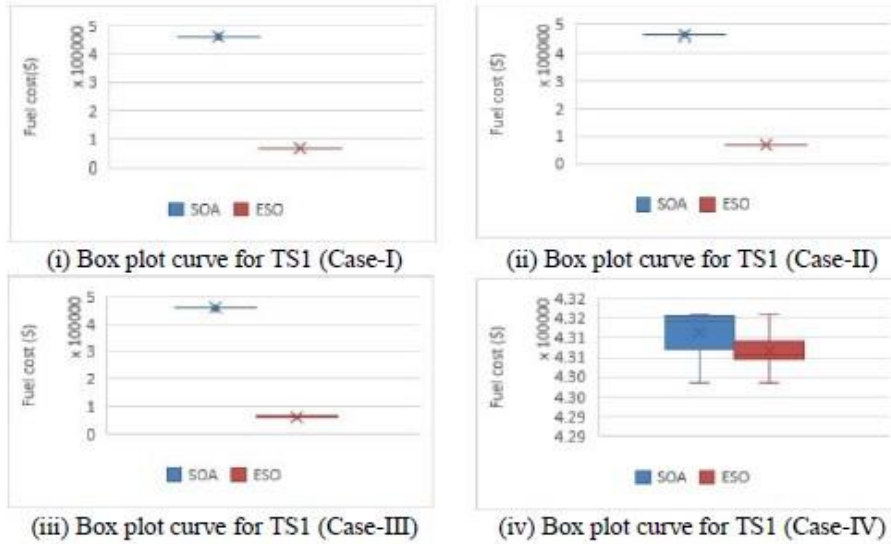 5
4
3
2
1
0
Fuel cost($)
x 100000
SOA ESO
(i) Box plot curve for TS1 (Case-I)
5
4
3
2
1
0
Fuel cost ($)
x 100000
SOA ESO
(ii) Box plot curve for TS1 (Case-II)
5
4
3
2
1
0
Fuel cost ($)
x 100000
SOA ESO
(iii) Box plot curve for TS1 (Case-III)
4.32
4.32
4.31
4.31
4.30
4.30
4.29
4.29
Fuel cost ($)
x 100000
SOA ESO
(iv) Box plot curve for TS1 (Case-IV)